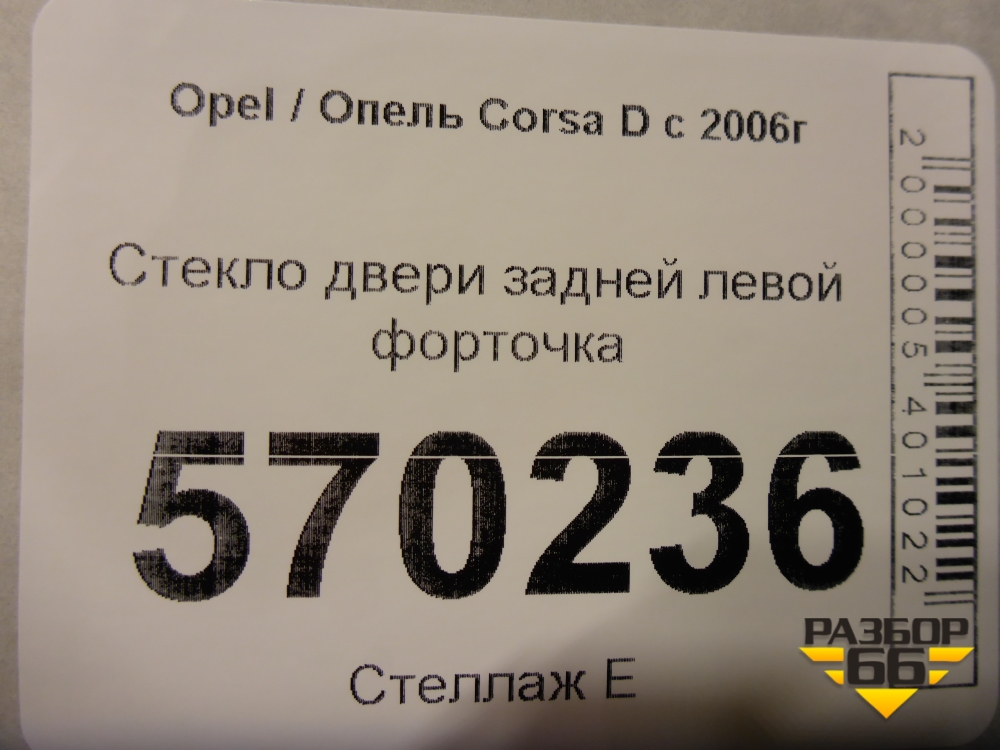 Opel / Опель Corsa D с 2006г
Стекло двери задней левой
форточка
570236
Стеллаж Е
2000005401022
РАЗБОР
66